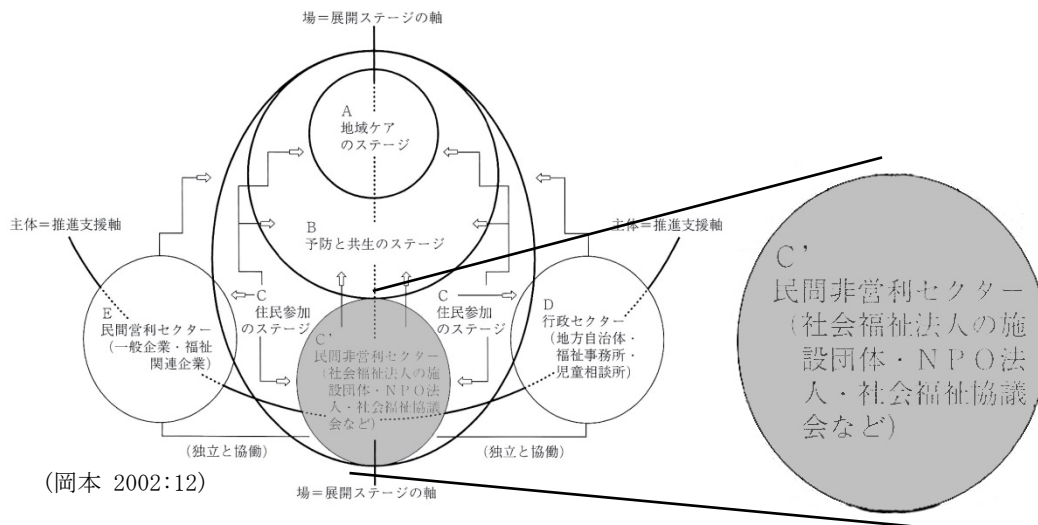 場＝展開ステージの軸
A
地域ケア
のステージ
主体＝推進支援軸
主体＝推進支援軸
B
予防と共生のステージ
C
住民参加
のステージ
C
住民参加
のステージ
E
民間営利セクター
（一般企業・福祉
関連企業）
D
行政セクター
（地方自治体・
福祉事務所・
児童相談所）
C'
民間非営利セクター
（社会福祉法人の施
設団体・ＮＰＯ法
人・社会福祉協議
会など）
（独立と協働）
（独立と協働）
場＝展開ステージの軸
(岡本 2002:12)
C’
民間非営利セクター
（社会福祉法人の施
設団体・ＮＰＯ法
人・社会福祉協議
会など）